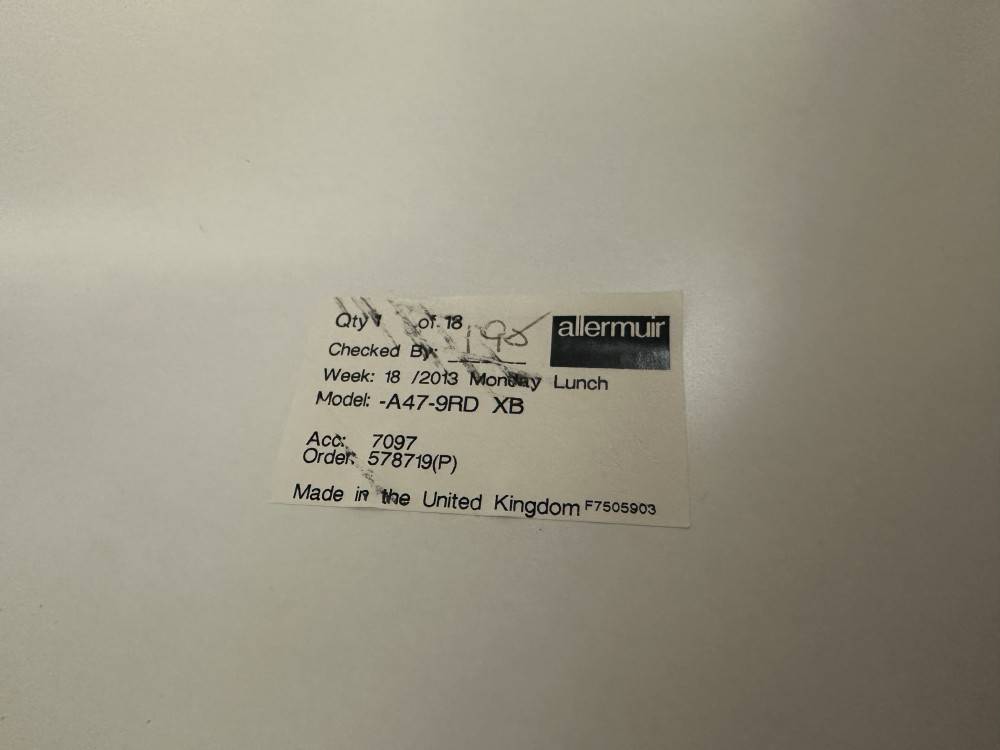 Qty 1 of 18
allermuir
Checked By:
Week: 18 /2013 Monday Lunch
Model: -A47-9RD XB
Acc: 7097
Order: 578719(P)
Made in the United Kingdom F7505903